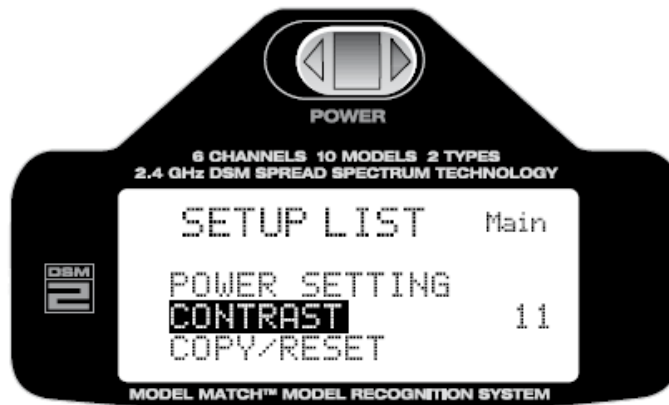 POWER
6 CHANNELS 10 MODELS 2 TYPES
2.4 GHz DSM SPREAD SPECTRUM TECHNOLOGY
SETUP LIST Main
DSM
2
POWER SETTING
CONTRAST 11
COPY/RESET
MODEL MATCH™ MODEL RECOGNITION SYSTEM